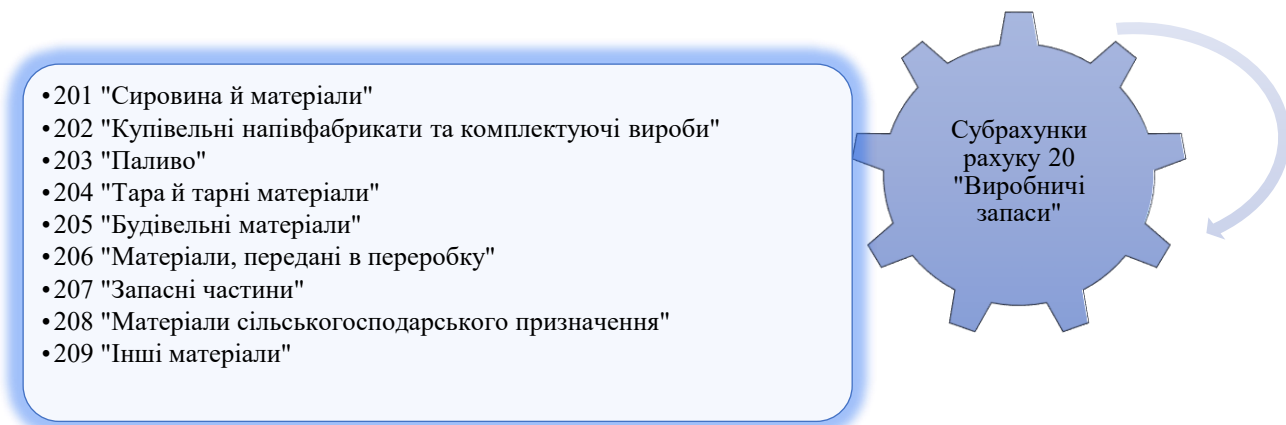 •201 "Сировина й матеріали"
•202 "Купівельні напівфабрикати та комплектуючі вироби"
•203 "Паливо"
•204 "Тара й тарні матеріали"
•205 "Будівельні матеріали"
•206 "Матеріали, передані в переробку"
•207 "Запасні частини"
•208 "Матеріали сільськогосподарського призначення"
•209 "Інші матеріали"
Субрахунки
рахуку 20
"Виробничі
запаси"